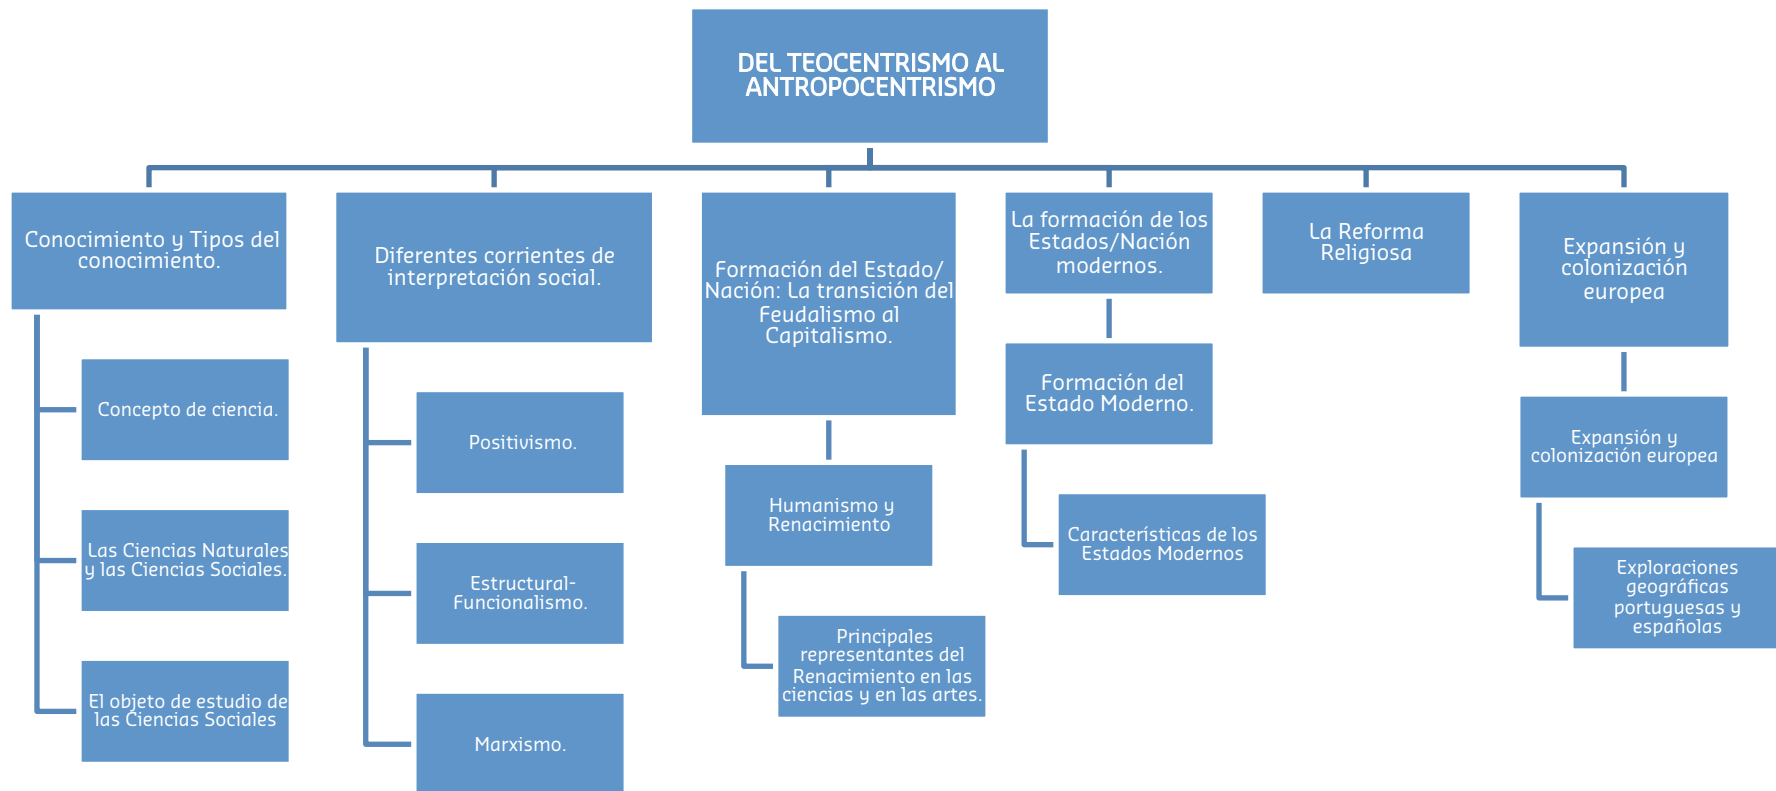 DEL TEOCENTRISMO AL
ANTROPOCENTRISMO
Conocimiento y Tipos del
conocimiento.
Concepto de ciencia.
Las Ciencias Naturales
y las Ciencias Sociales.
El objeto de estudio de
las Ciencias Sociales
Diferentes corrientes de
interpretación social.
Positivismo.
Estructural-
Funcionalismo.
Marxismo.
Formación del Estado/
Nación: La transición del
Feudalismo al
Capitalismo.
Humanismo y
Renacimiento
Principales
representantes del
Renacimiento en las
ciencias y en las artes.
La formación de los
Estados/Nación
modernos.
Formación del
Estado Moderno.
Características de los
Estados Modernos
La Reforma
Religiosa
Expansión y
colonización
europea
Expansión y
colonización europea
Exploraciones
geográficas
portuguesas y
españolas